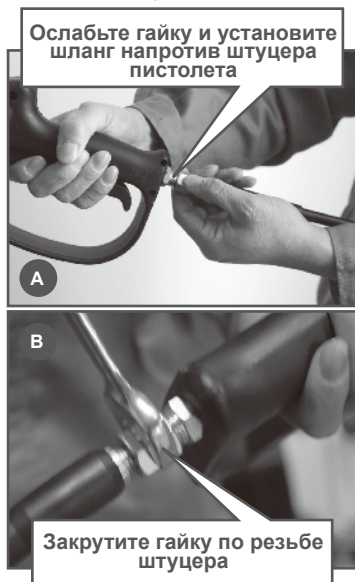 Ослабьте гайку и установите
шланг напротив штуцера
пистолета
A
B
Закрутите гайку по резьбе
штуцера